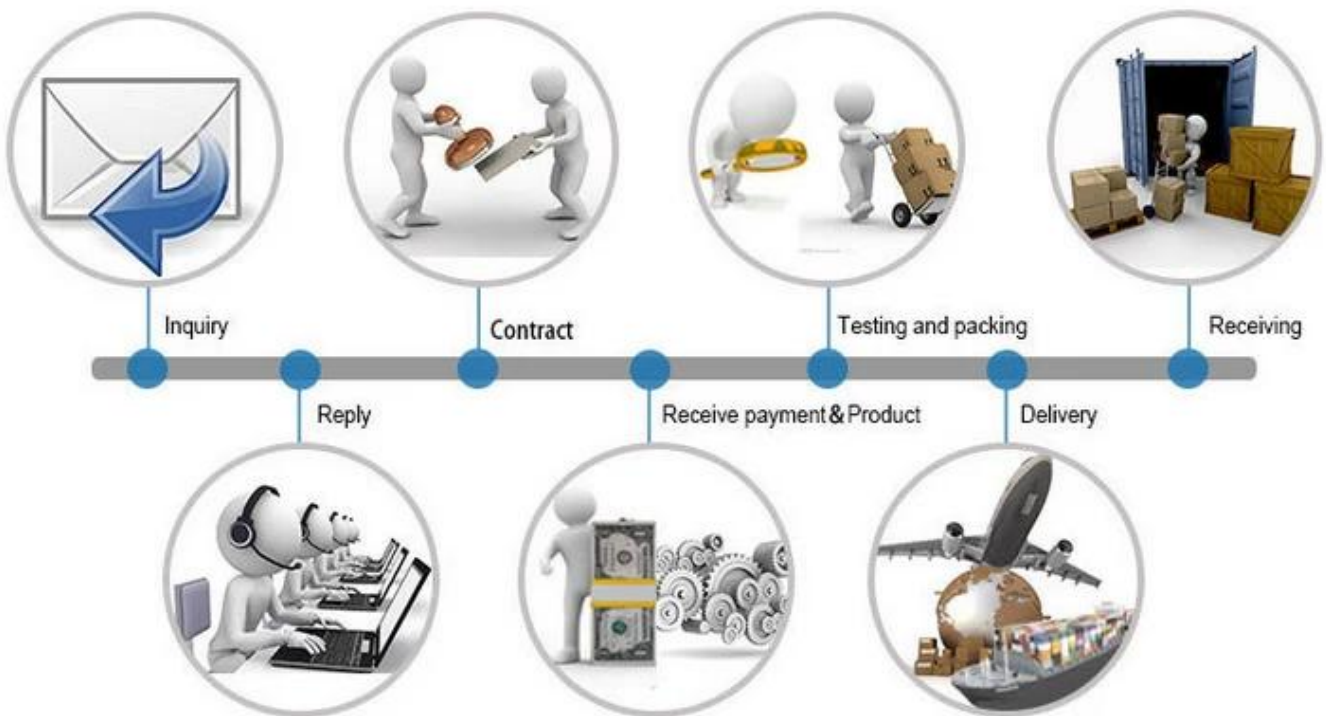 Inquiry
Contract
Testing and packing
Receiving
Reply
Receive payment&Product
Delivery